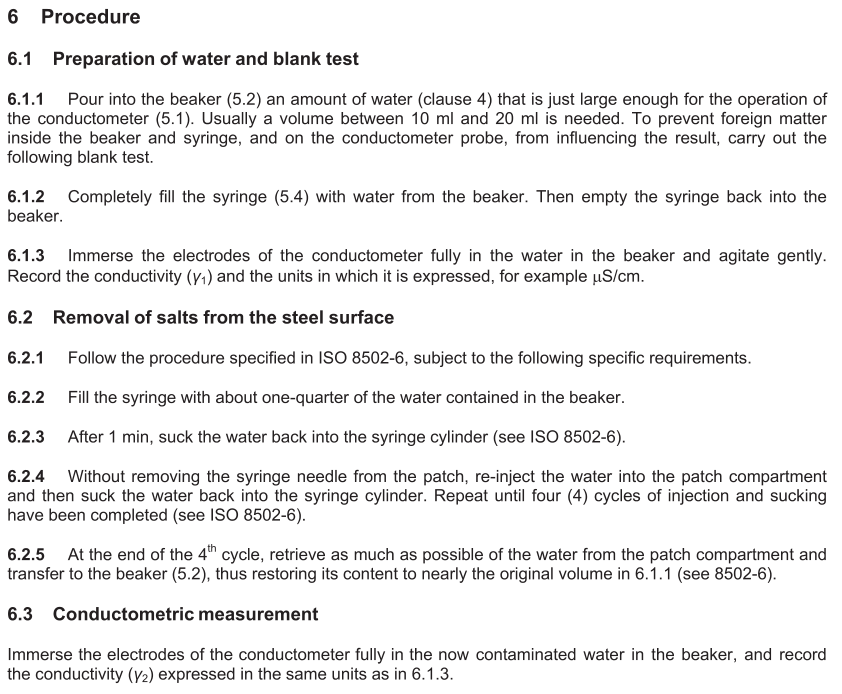 6 Procedure
6.1 Preparation of water and blank test
6.1.1 Pour into the beaker (5.2) an amount of water (clause 4) that is just large enough for the operation of
the conductometer (5.1). Usually a volume between 10 ml and 20 ml is needed. To prevent foreign matter
inside the beaker and syringe, and on the conductometer probe, from influencing the result, carry out the
following blank test.
6.1.2 Completely fill the syringe (5.4) with water from the beaker. Then empty the syringe back into the
beaker.
6.1.3 Immerse the electrodes of the conductometer fully in the water in the beaker and agitate gently.
Record the conductivity (γ₁) and the units in which it is expressed, for example μS/cm.
6.2 Removal of salts from the steel surface
6.2.1 Follow the procedure specified in ISO 8502-6, subject to the following specific requirements.
6.2.2 Fill the syringe with about one-quarter of the water contained in the beaker.
6.2.3 After 1 min, suck the water back into the syringe cylinder (see ISO 8502-6).
6.2.4 Without removing the syringe needle from the patch, re-inject the water into the patch compartment
and then suck the water back into the syringe cylinder. Repeat until four (4) cycles of injection and sucking
have been completed (see ISO 8502-6).
6.2.5 At the end of the 4th cycle, retrieve as much as possible of the water from the patch compartment and
transfer to the beaker (5.2), thus restoring its content to nearly the original volume in 6.1.1 (see 8502-6).
6.3 Conductometric measurement
Immerse the electrodes of the conductometer fully in the now contaminated water in the beaker, and record
the conductivity (γ₂) expressed in the same units as in 6.1.3.